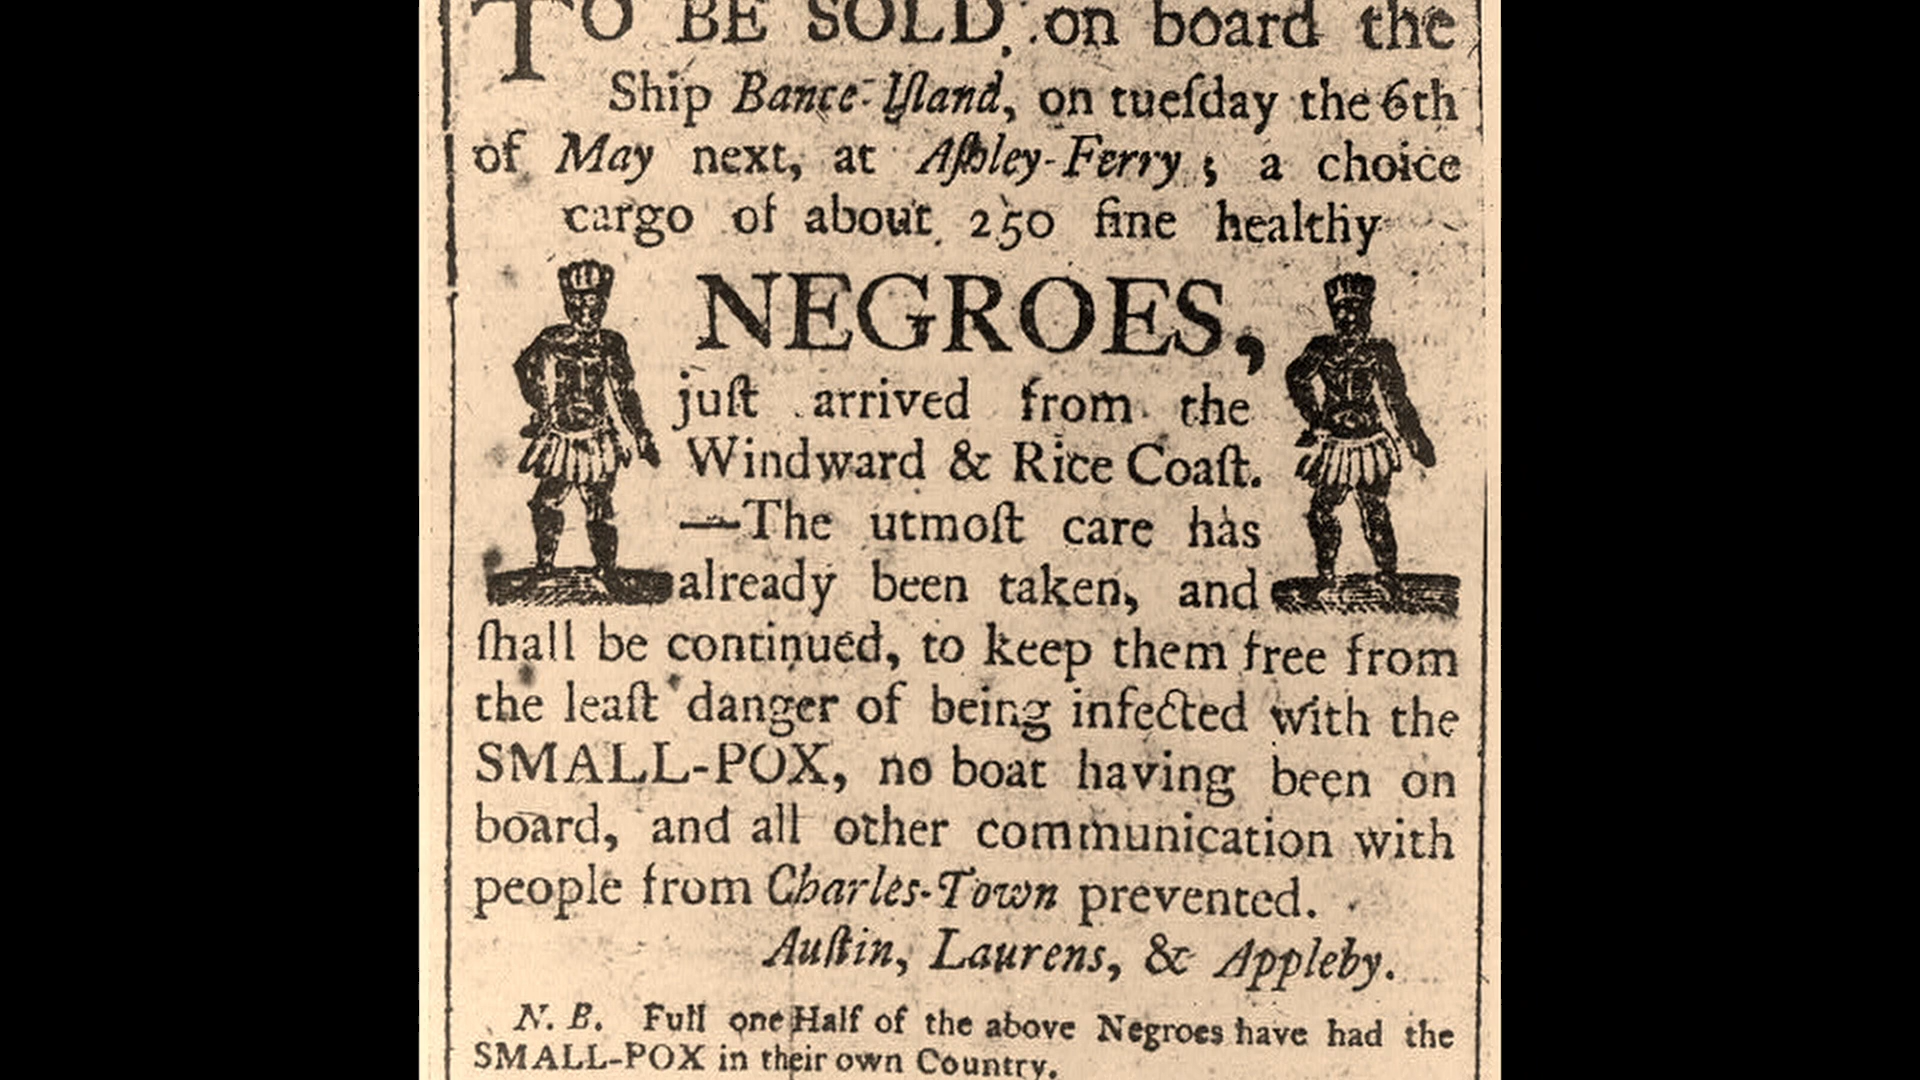 TO BE SOLD, on board the
Ship Bance-Iſland, on tueſday the 6th
of May next, at Aſhley-Ferry; a choice
cargo of about 250 fine healthy
NEGROES,
juſt arrived from the
Windward & Rice Coaſt.
—The utmoſt care has
already been taken, and
ſhall be continued, to keep them free from
the leaſt danger of being infected with the
SMALL-POX, no boat having been on
board, and all other communication with
people from Charles-Town prevented.
Auſtin, Laurens, & Appleby.
N. B. Full one Half of the above Negroes have had the
SMALL-POX in their own Country.